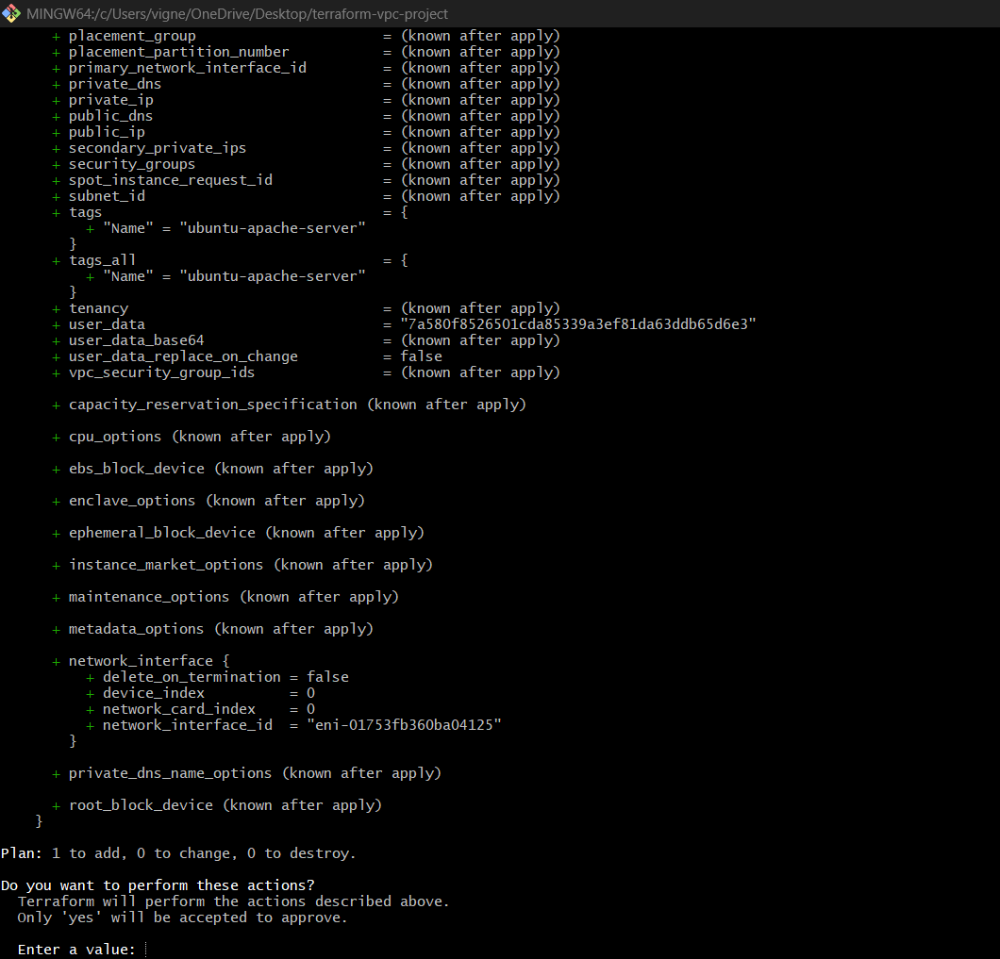 MINGW64:/c/Users/vigne/OneDrive/Desktop/terraform-vpc-project
+ placement_group = (known after apply)
+ placement_partition_number = (known after apply)
+ primary_network_interface_id = (known after apply)
+ private_dns = (known after apply)
+ private_ip = (known after apply)
+ public_dns = (known after apply)
+ public_ip = (known after apply)
+ secondary_private_ips = (known after apply)
+ security_groups = (known after apply)
+ spot_instance_request_id = (known after apply)
+ subnet_id = (known after apply)
+ tags = {
+ "Name" = "ubuntu-apache-server"
}
+ tags_all = {
+ "Name" = "ubuntu-apache-server"
}
+ tenancy = (known after apply)
+ user_data = "7a580f8526501cda85339a3ef81da63ddb65d6e3"
+ user_data_base64 = (known after apply)
+ user_data_replace_on_change = false
+ vpc_security_group_ids = (known after apply)
+ capacity_reservation_specification (known after apply)
+ cpu_options (known after apply)
+ ebs_block_device (known after apply)
+ enclave_options (known after apply)
+ ephemeral_block_device (known after apply)
+ instance_market_options (known after apply)
+ maintenance_options (known after apply)
+ metadata_options (known after apply)
+ network_interface {
+ delete_on_termination = false
+ device_index = 0
+ network_card_index = 0
+ network_interface_id = "eni-01753fb360ba04125"
}
+ private_dns_name_options (known after apply)
+ root_block_device (known after apply)
}
Plan: 1 to add, 0 to change, 0 to destroy.
Do you want to perform these actions?
Terraform will perform the actions described above.
Only 'yes' will be accepted to approve.
Enter a value: